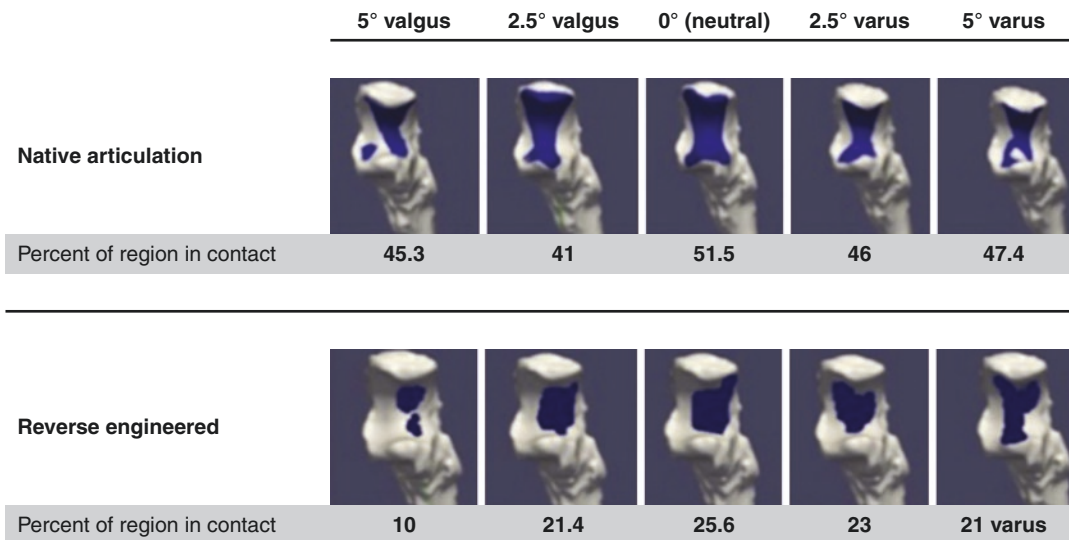 5° valgus 2.5° valgus 0° (neutral) 2.5° varus 5° varus
Native articulation
Percent of region in contact 45.3 41 51.5 46 47.4
Reverse engineered
Percent of region in contact 10 21.4 25.6 23 21 varus